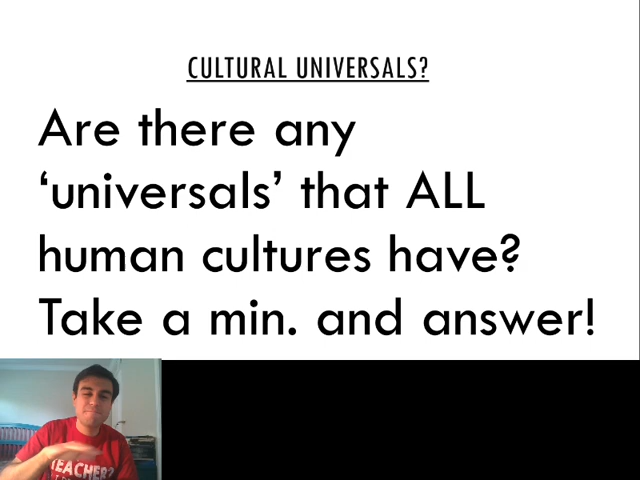 CULTURAL UNIVERSALS?
Are there any
‘universals’ that ALL
human cultures have?
Take a min. and answer!
TEACHER?